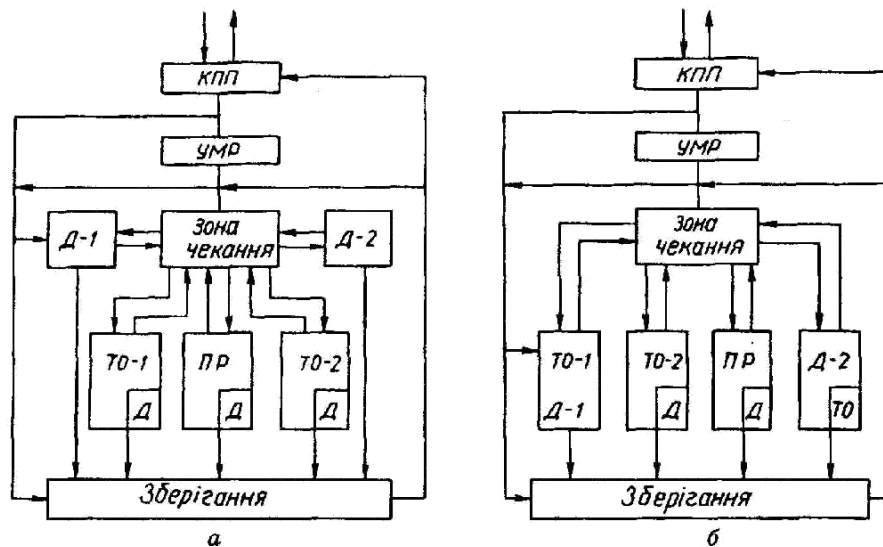 КПП
УМР
Д-1
Зона
чекання
Д-2
ТО-1
Д
ПР
Д
ТО-2
Д
Зберігання
а
КПП
УМР
Зона
чекання
ТО-1
Д-1
ТО-2
Д
ПР
Д
Д-2
ТО
Зберігання
б